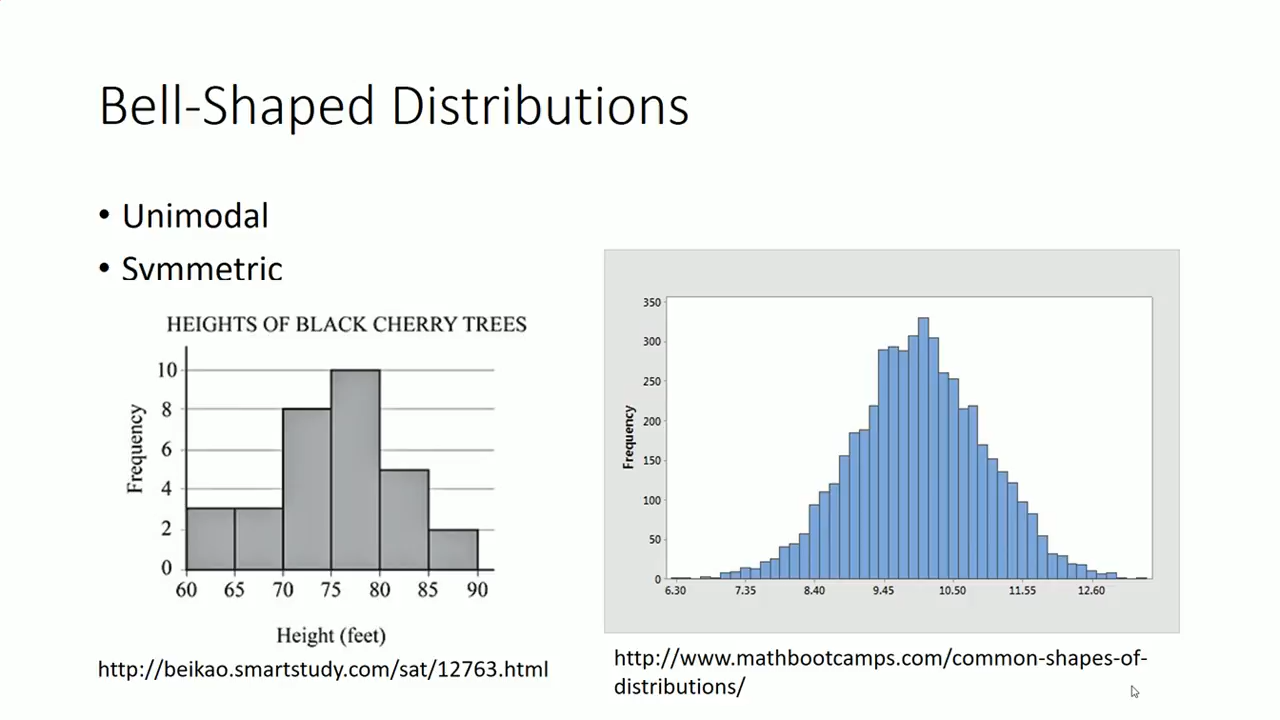 Bell-Shaped Distributions
• Unimodal
• Symmetric
HEIGHTS OF BLACK CHERRY TREES
Frequency
10
8
6
4
2
0
60 65 70 75 80 85 90
Height (feet)
http://beikao.smartstudy.com/sat/12763.html
Frequency
350
300
250
200
150
100
50
0
6.30 7.35 8.40 9.45 10.50 11.55 12.60
http://www.mathbootcamps.com/common-shapes-of-
distributions/